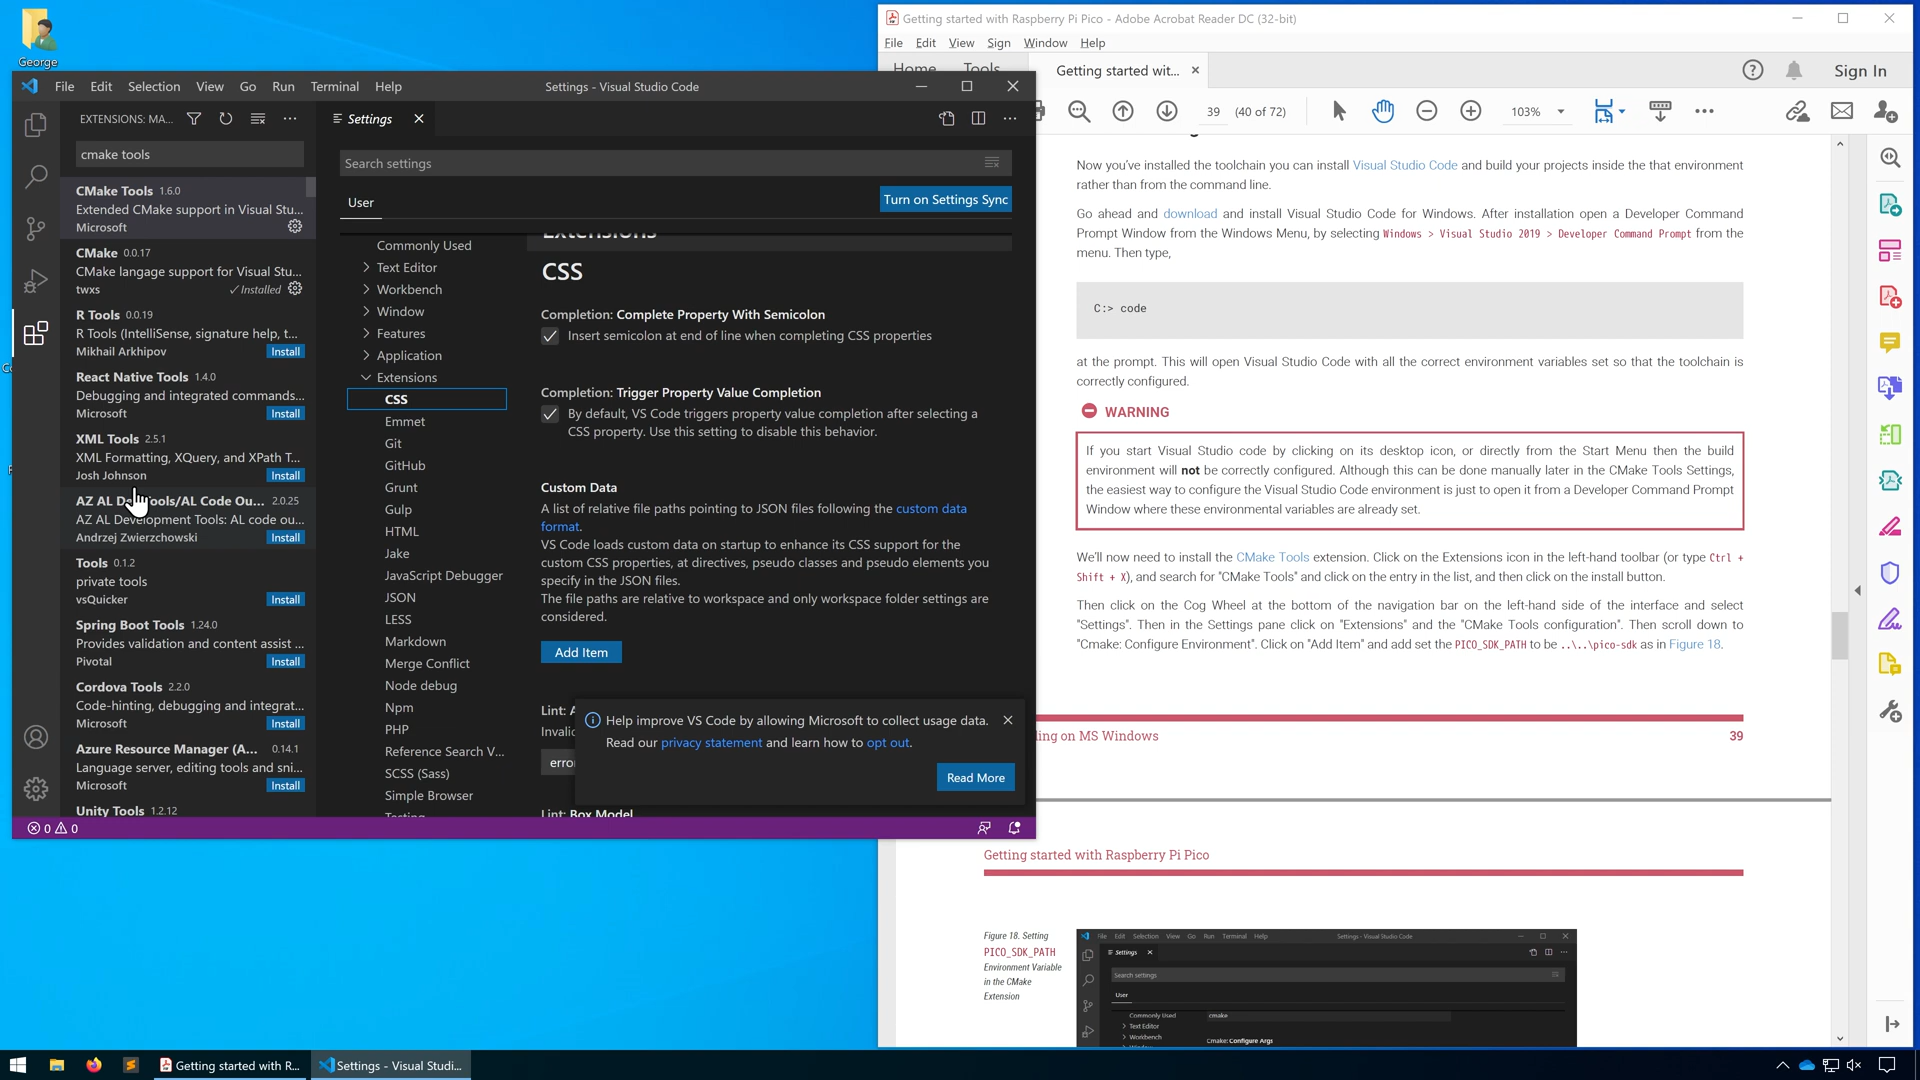 George
File Edit Selection View Go Run Terminal Help
Settings - Visual Studio Code
EXTENSIONS: MA...
cmake tools
CMake Tools 1.6.0
Extended CMake support in Visual Stu...
Microsoft
CMake 0.0.17
CMake langage support for Visual Stu...
twxs ✓Installed
R Tools 0.0.19
R Tools (IntelliSense, signature help, t...
Mikhail Arkhipov Install
React Native Tools 1.4.0
Debugging and integrated commands...
Microsoft Install
XML Tools 2.5.1
XML Formatting, XQuery, and XPath T...
Josh Johnson Install
AZ AL De Tools/AL Code Ou... 2.0.25
AZ AL Development Tools: AL code ou...
Andrzej Zwierzchowski Install
Tools 0.1.2
private tools
vsQuicker Install
Spring Boot Tools 1.24.0
Provides validation and content assist ...
Pivotal Install
Cordova Tools 2.2.0
Code-hinting, debugging and integrat...
Microsoft Install
Azure Resource Manager (A... 0.14.1
Language server, editing tools and sni...
Microsoft Install
Unity Tools 1.2.12
0 0
Settings
Search settings
User
Turn on Settings Sync
Commonly Used
Text Editor
Workbench
Window
Features
Application
Extensions
CSS
Emmet
Git
GitHub
Grunt
Gulp
HTML
Jake
JavaScript Debugger
JSON
LESS
Markdown
Merge Conflict
Node debug
Npm
PHP
Reference Search V...
SCSS (Sass)
Simple Browser
Testing
Extensions
CSS
Completion: Complete Property With Semicolon
Insert semicolon at end of line when completing CSS properties
Completion: Trigger Property Value Completion
By default, VS Code triggers property value completion after selecting a
CSS property. Use this setting to disable this behavior.
Custom Data
A list of relative file paths pointing to JSON files following the custom data
format.
VS Code loads custom data on startup to enhance its CSS support for the
custom CSS properties, at directives, pseudo classes and pseudo elements you
specify in the JSON files.
The file paths are relative to workspace and only workspace folder settings are
considered.
Add Item
Lint: A
Invalid
error
Lint: Box Model
Help improve VS Code by allowing Microsoft to collect usage data.
Read our privacy statement and learn how to opt out.
Read More
Getting started with Raspberry Pi Pico - Adobe Acrobat Reader DC (32-bit)
File Edit View Sign Window Help
Home Tools Getting started wit...
Sign In
39 (40 of 72) 103%
Now you've installed the toolchain you can install Visual Studio Code and build your projects inside the that environment
rather than from the command line.
Go ahead and download and install Visual Studio Code for Windows. After installation open a Developer Command
Prompt Window from the Windows Menu, by selecting Windows > Visual Studio 2019 > Developer Command Prompt from the
menu. Then type,
C:> code
at the prompt. This will open Visual Studio Code with all the correct environment variables set so that the toolchain is
correctly configured.
WARNING
If you start Visual Studio code by clicking on its desktop icon, or directly from the Start Menu then the build
environment will not be correctly configured. Although this can be done manually later in the CMake Tools Settings,
the easiest way to configure the Visual Studio Code environment is just to open it from a Developer Command Prompt
Window where these environmental variables are already set.
We'll now need to install the CMake Tools extension. Click on the Extensions icon in the left-hand toolbar (or type Ctrl +
Shift + X), and search for "CMake Tools" and click on the entry in the list, and then click on the install button.
Then click on the Cog Wheel at the bottom of the navigation bar on the left-hand side of the interface and select
"Settings". Then in the Settings pane click on "Extensions" and the "CMake Tools configuration". Then scroll down to
"Cmake: Configure Environment". Click on "Add Item" and add set the PICO_SDK_PATH to be ..\..\pico-sdk as in Figure 18.
ing on MS Windows 39
Getting started with Raspberry Pi Pico
Figure 18. Setting
PICO_SDK_PATH
Environment Variable
in the CMake
Extension
File Edit Selection View Go Run Terminal Help
Settings - Visual Studio Code
Settings
Search settings
User
Commonly Used
cmake
Text Editor
Workbench
Cmake: Configure Args
Getting started with R...
Settings - Visual Studi...